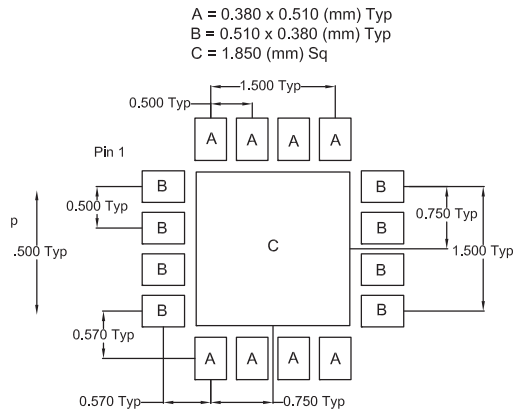 A = 0.380 x 0.510 (mm) Typ
B = 0.510 x 0.380 (mm) Typ
C = 1.850 (mm) Sq
1.500 Typ
0.500 Typ
A A A A
Pin 1
B B
0.500 Typ
0.750 Typ
p
B B
.500 Typ
C
1.500 Typ
B B
B B
0.570 Typ
A A A A
0.570 Typ
0.750 Typ